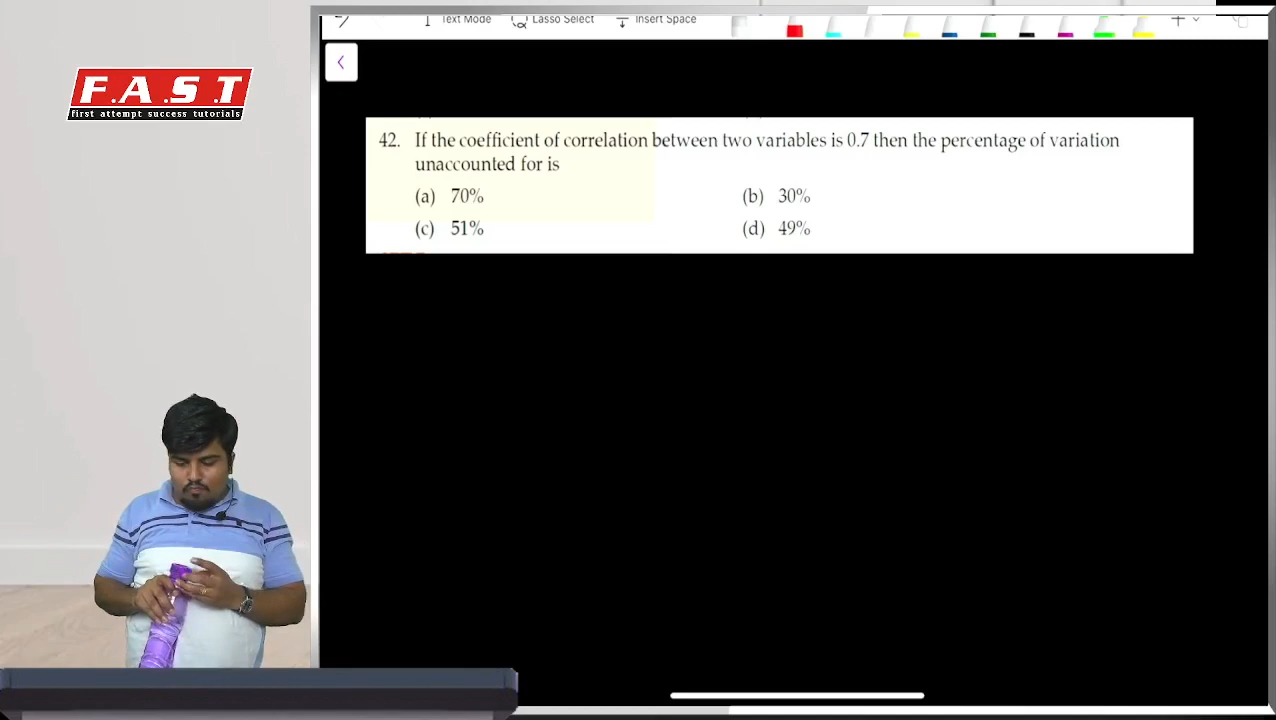 Text Mode Lasso Select Insert Space
F.A.S.T
first attempt success tutorials
42. If the coefficient of correlation between two variables is 0.7 then the percentage of variation
unaccounted for is
(a) 70% (b) 30%
(c) 51% (d) 49%